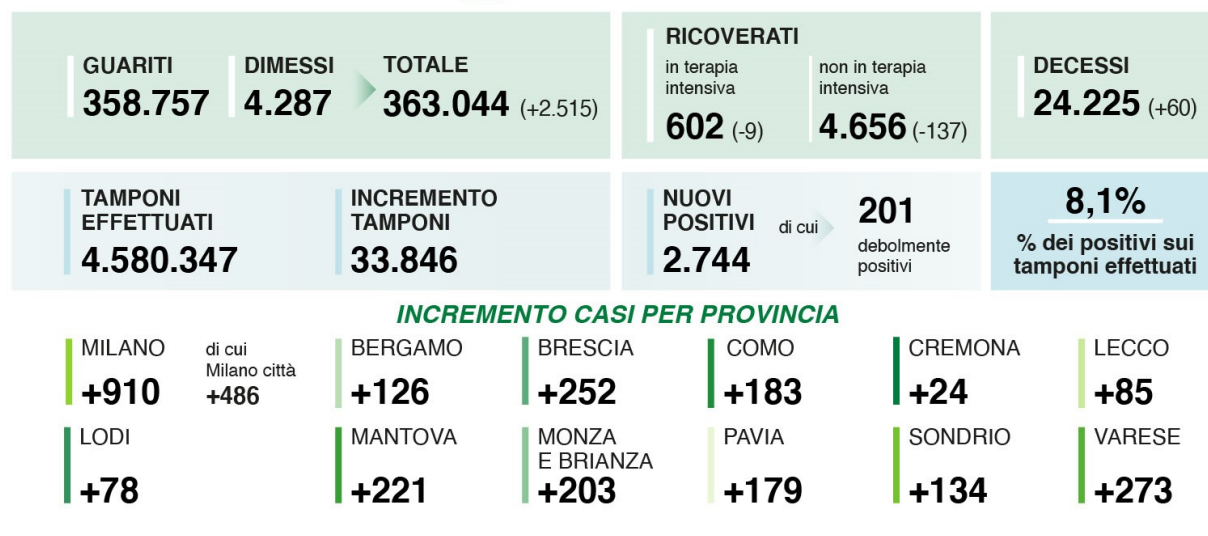 GUARITI
358.757
DIMESSI
4.287
TOTALE
363.044 (+2.515)
RICOVERATI
in terapia
intensiva
602 (-9)
non in terapia
intensiva
4.656 (-137)
DECESSI
24.225 (+60)
TAMPONI
EFFETTUATI
4.580.347
INCREMENTO
TAMPONI
33.846
NUOVI
POSITIVI
2.744
di cui
201
debolmente
positivi
8,1%
% dei positivi sui
tamponi effettuati
INCREMENTO CASI PER PROVINCIA
MILANO
+910
di cui
Milano città
+486
BERGAMO
+126
BRESCIA
+252
COMO
+183
CREMONA
+24
LECCO
+85
LODI
+78
MANTOVA
+221
MONZA
E BRIANZA
+203
PAVIA
+179
SONDRIO
+134
VARESE
+273